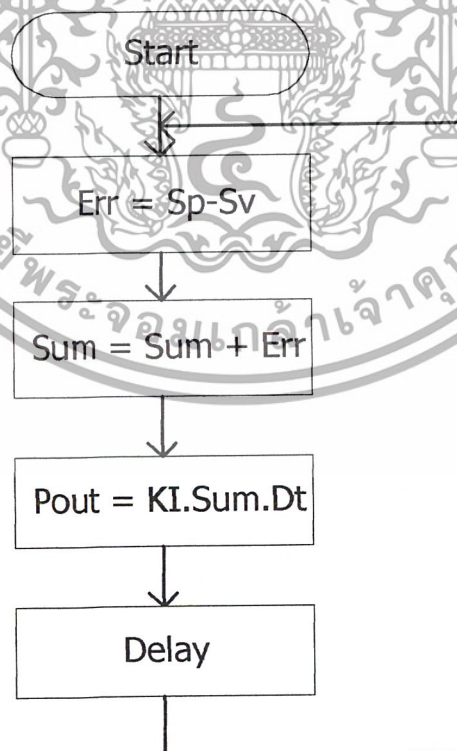 Start
Err = Sp-Sv
Sum = Sum + Err
Pout = KI.Sum.Dt
Delay